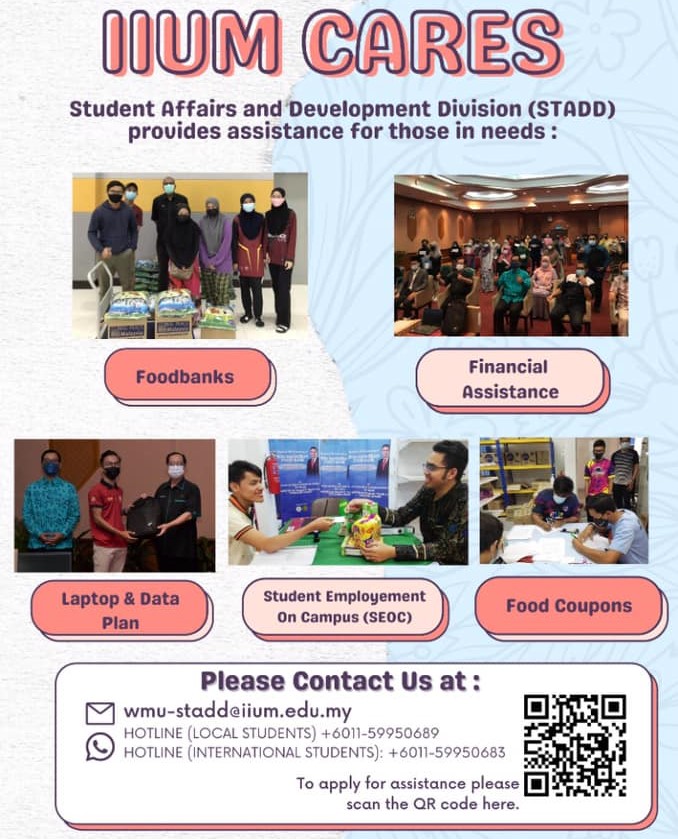 IIUM CARES
Student Affairs and Development Division (STADD)
provides assistance for those in needs :
Foodbanks
Financial
Assistance
Laptop & Data
Plan
Student Employement
On Campus (SEOC)
Food Coupons
Please Contact Us at :
wmu-stadd@iium.edu.my
HOTLINE (LOCAL STUDENTS) +6011-59950689
HOTLINE (INTERNATIONAL STUDENTS): +6011-59950683
To apply for assistance please
scan the QR code here.